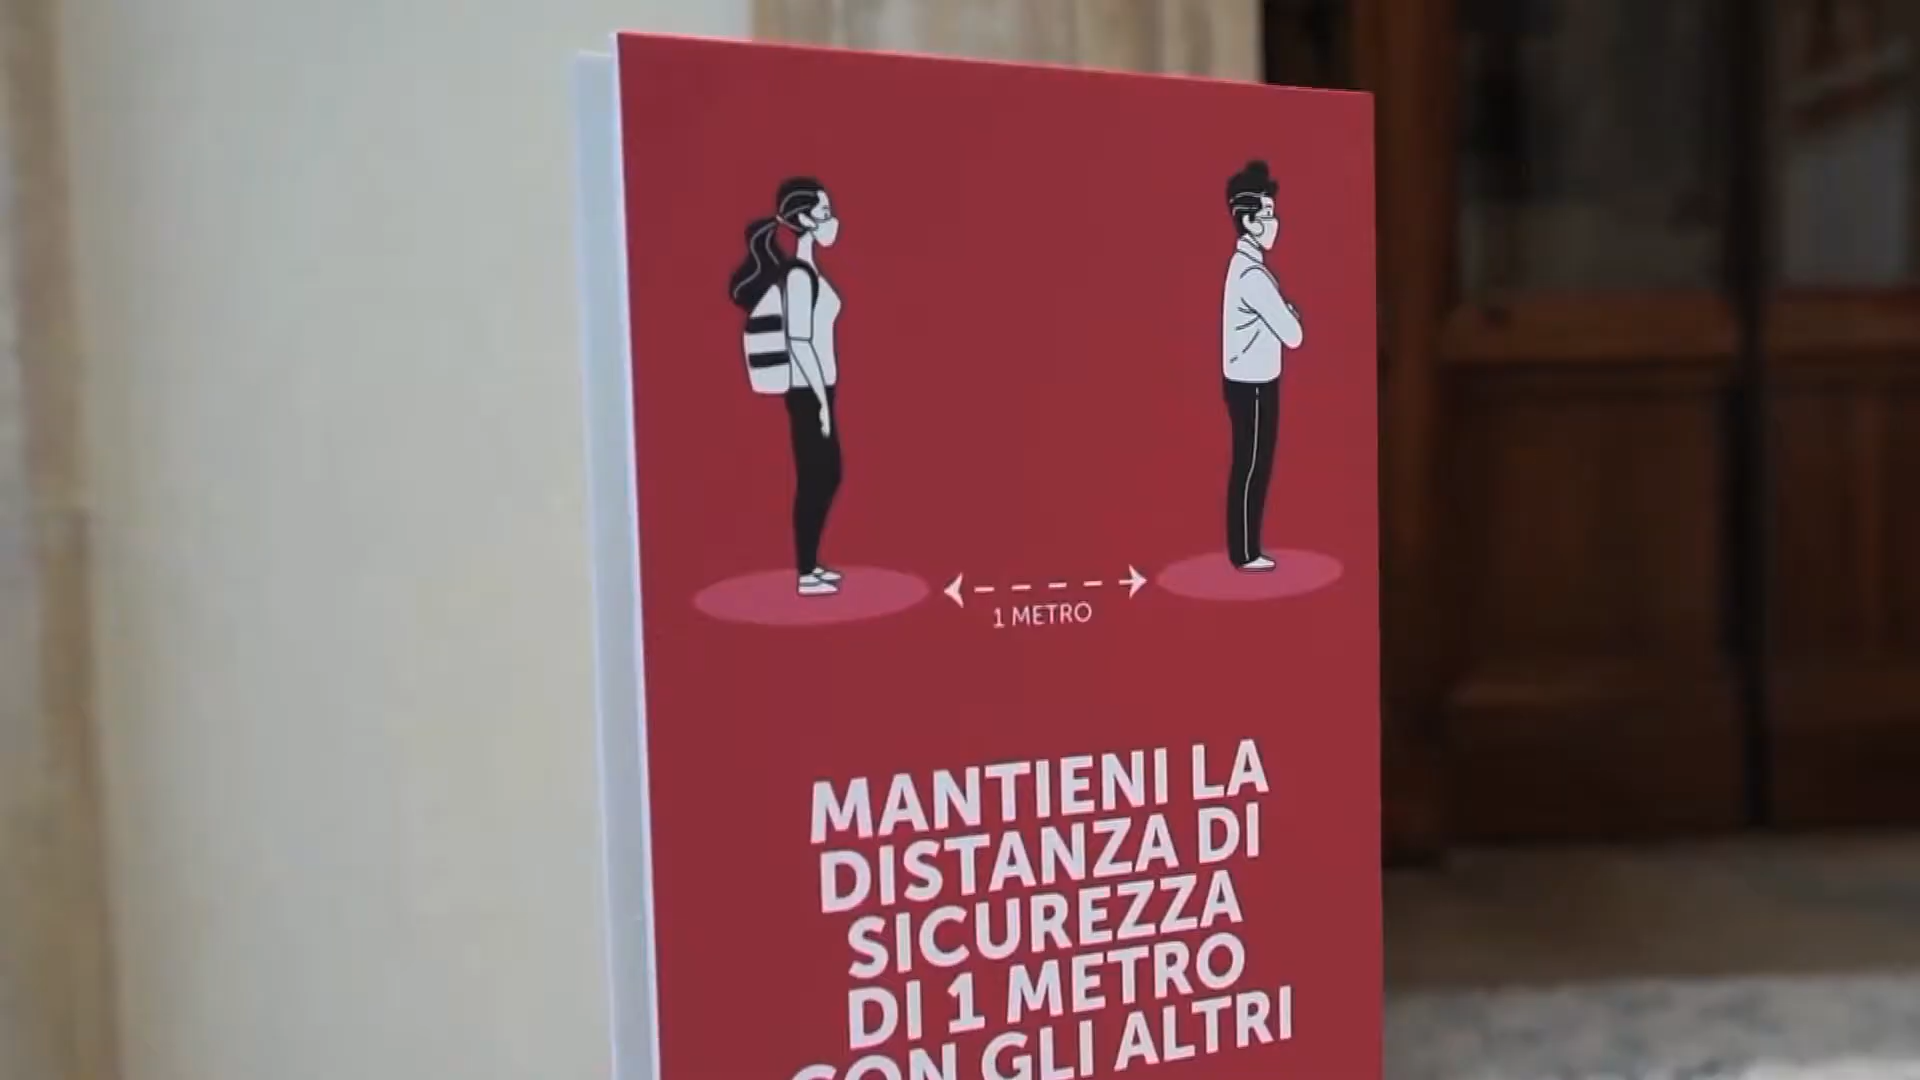 1 METRO
MANTIENI LA
DISTANZA DI
SICUREZZA
DI 1 METRO
CON GLI ALTRI